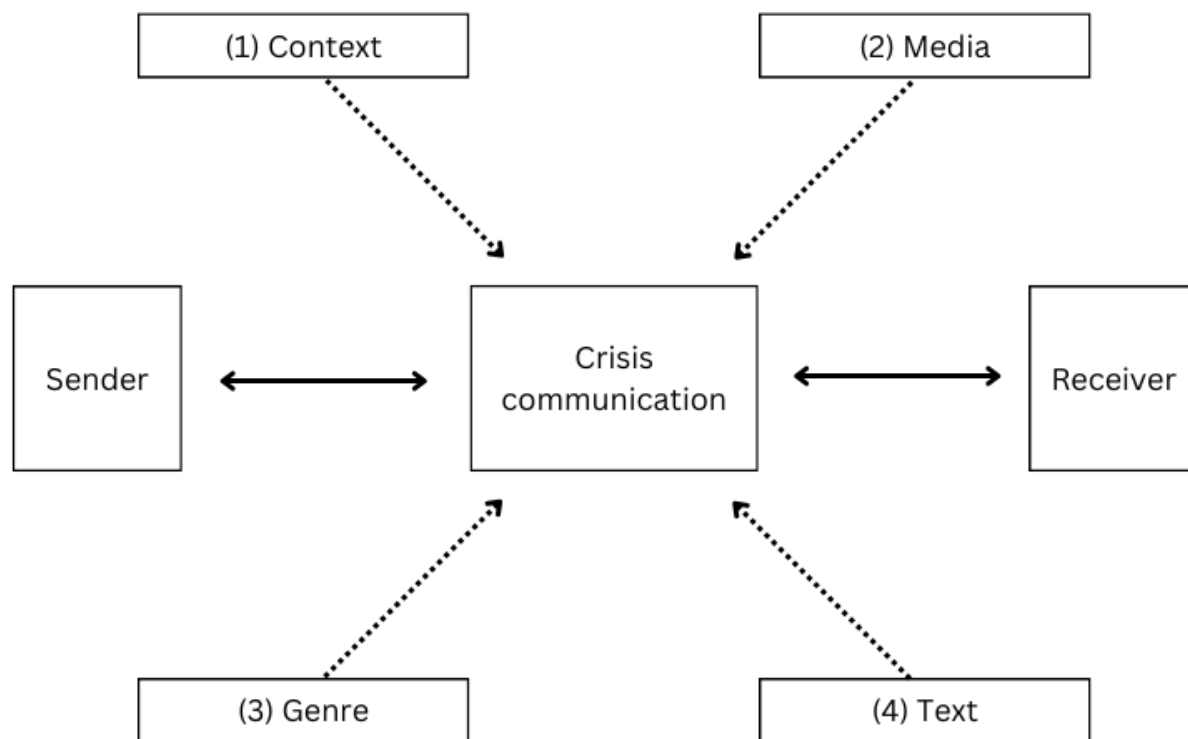 (1) Context
(2) Media
Sender
Crisis
communication
Receiver
(3) Genre
(4) Text